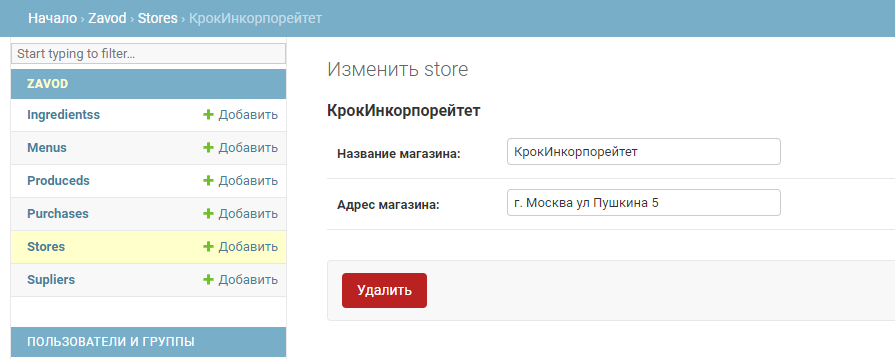 Начало › Zavod › Stores › КрокИнкорпорейтет
Start typing to filter...
ZAVOD
Ingredientss Добавить
Menus Добавить
Produceds Добавить
Purchases Добавить
Stores Добавить
Supliers Добавить
ПОЛЬЗОВАТЕЛИ И ГРУППЫ
Изменить store
КрокИнкорпорейтет
Название магазина: КрокИнкорпорейтет
Адрес магазина: г. Москва ул Пушкина 5
Удалить